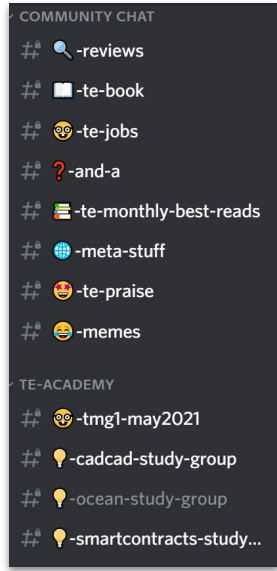 COMMUNITY CHAT
# 🔍-reviews
# 📖-te-book
# 🤓-te-jobs
# ❓-and-a
# 📚-te-monthly-best-reads
# 🌐-meta-stuff
# 🤩-te-praise
# 😂-memes
TE-ACADEMY
# 🤓-tmg1-may2021
# 💡-cadcad-study-group
# 💡-ocean-study-group
# 💡-smartcontracts-study...